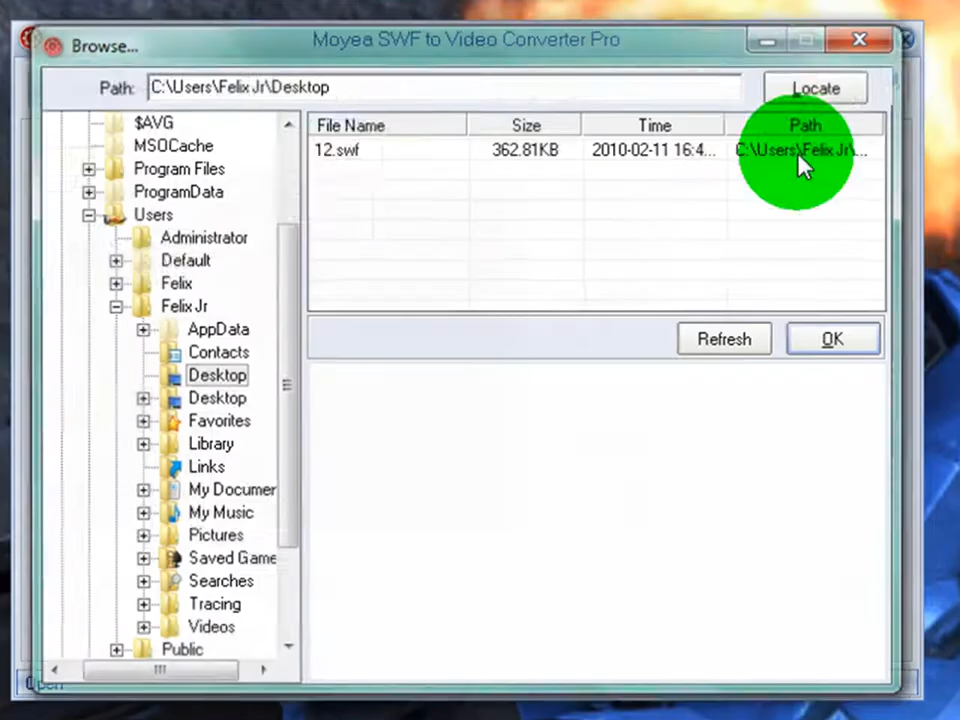 Moyea SWF to Video Converter Pro
Browse...
Path: C:\Users\Felix Jr\Desktop Locate
File Name Size Time Path
12.swf 362.81KB 2010-02-11 16:4... C:\Users\Felix Jr\...
$AVG
MSOCache
Program Files
ProgramData
Users
Administrator
Default
Felix
Felix Jr
AppData
Contacts
Desktop
Desktop
Favorites
Library
Links
My Documen
My Music
Pictures
Saved Game
Searches
Tracing
Videos
Public
Refresh OK
Open